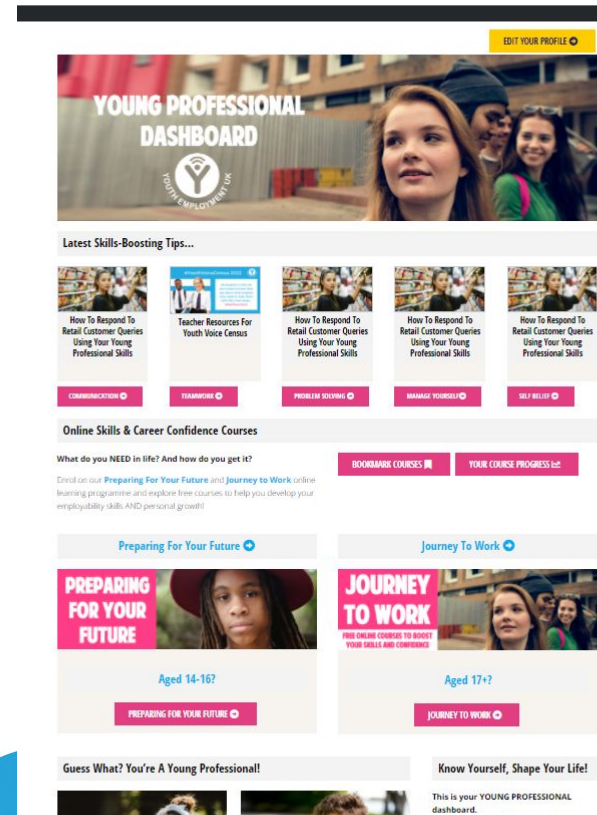 EDIT YOUR PROFILE
YOUNG PROFESSIONAL
DASHBOARD
YOUTH EMPLOYMENT UK
Latest Skills-Boosting Tips...
How To Respond To
Retail Customer Queries
Using Your Young
Professional Skills
COMMUNICATION
#YouthVoiceCensus 2022
Teacher Resources For
Youth Voice Census
TEAMWORK
How To Respond To
Retail Customer Queries
Using Your Young
Professional Skills
PROBLEM SOLVING
How To Respond To
Retail Customer Queries
Using Your Young
Professional Skills
MANAGE YOURSELF
How To Respond To
Retail Customer Queries
Using Your Young
Professional Skills
SELF BELIEF
Online Skills & Career Confidence Courses
What do you NEED in life? And how do you get it?
Enrol on our Preparing For Your Future and Journey to Work online
learning programme and explore free courses to help you develop your
employability skills AND personal growth!
BOOKMARK COURSES
YOUR COURSE PROGRESS
Preparing For Your Future
PREPARING
FOR YOUR
FUTURE
Aged 14-16?
PREPARING FOR YOUR FUTURE
Journey To Work
JOURNEY
TO WORK
FREE ONLINE COURSES TO BOOST
YOUR SKILLS AND CONFIDENCE
Aged 17+?
JOURNEY TO WORK
Guess What? You're A Young Professional!
Know Yourself, Shape Your Life!
This is your YOUNG PROFESSIONAL
dashboard.